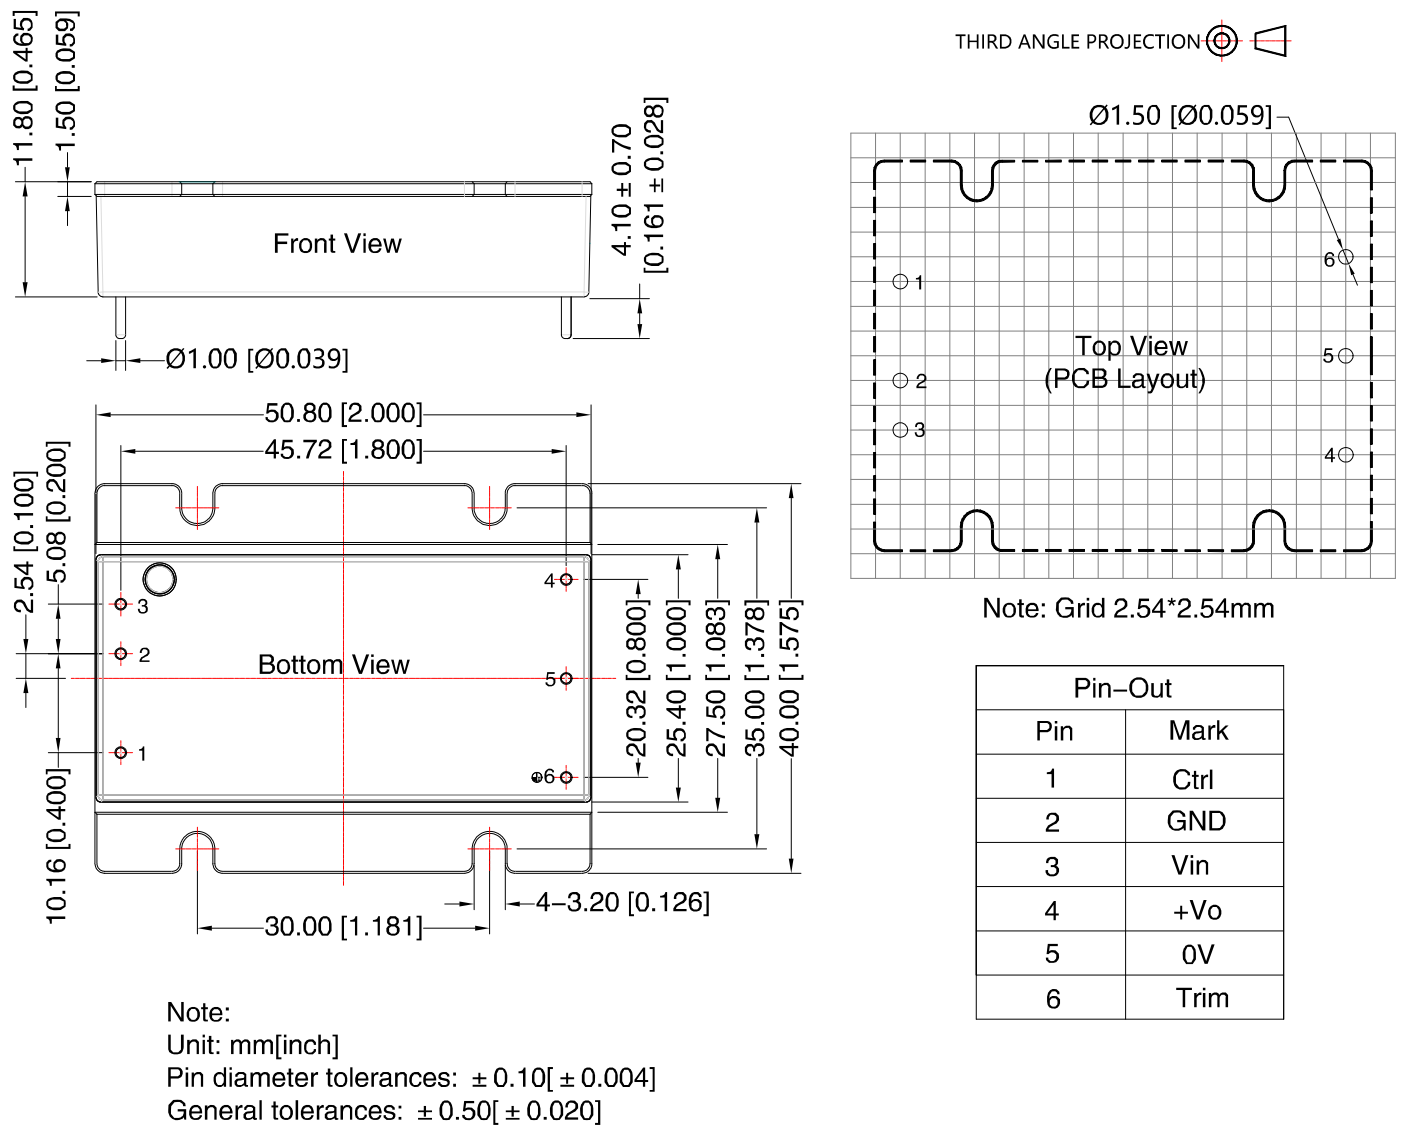 THIRD ANGLE PROJECTION
11.80 [0.465]
1.50 [0.059]
Front View
4.10 ± 0.70
[0.161 ± 0.028]
Ø1.00 [Ø0.039]
Ø1.50 [Ø0.059]
1
2
3
6
5
4
Top View
(PCB Layout)
Note: Grid 2.54*2.54mm
50.80 [2.000]
45.72 [1.800]
2.54 [0.100]
5.08 [0.200]
10.16 [0.400]
3
2
1
4
5
6
Bottom View
20.32 [0.800]
25.40 [1.000]
27.50 [1.083]
35.00 [1.378]
40.00 [1.575]
4-3.20 [0.126]
30.00 [1.181]
Pin-Out
Pin Mark
1 Ctrl
2 GND
3 Vin
4 +Vo
5 0V
6 Trim
Note:
Unit: mm[inch]
Pin diameter tolerances: ± 0.10[ ± 0.004]
General tolerances: ± 0.50[ ± 0.020]